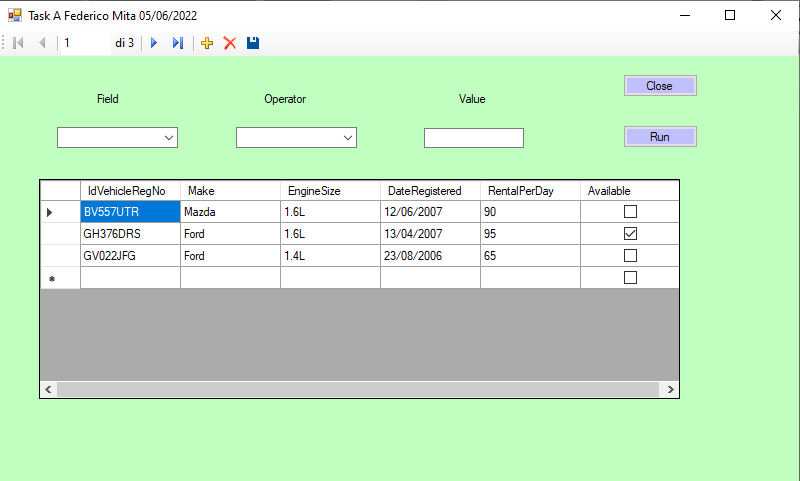 Task A Federico Mita 05/06/2022
1 di 3
Close
Field Operator Value
Run
IdVehicleRegNo Make EngineSize DateRegistered RentalPerDay Available
BV557UTR Mazda 1.6L 12/06/2007 90
GH376DRS Ford 1.6L 13/04/2007 95
GV022JFG Ford 1.4L 23/08/2006 65